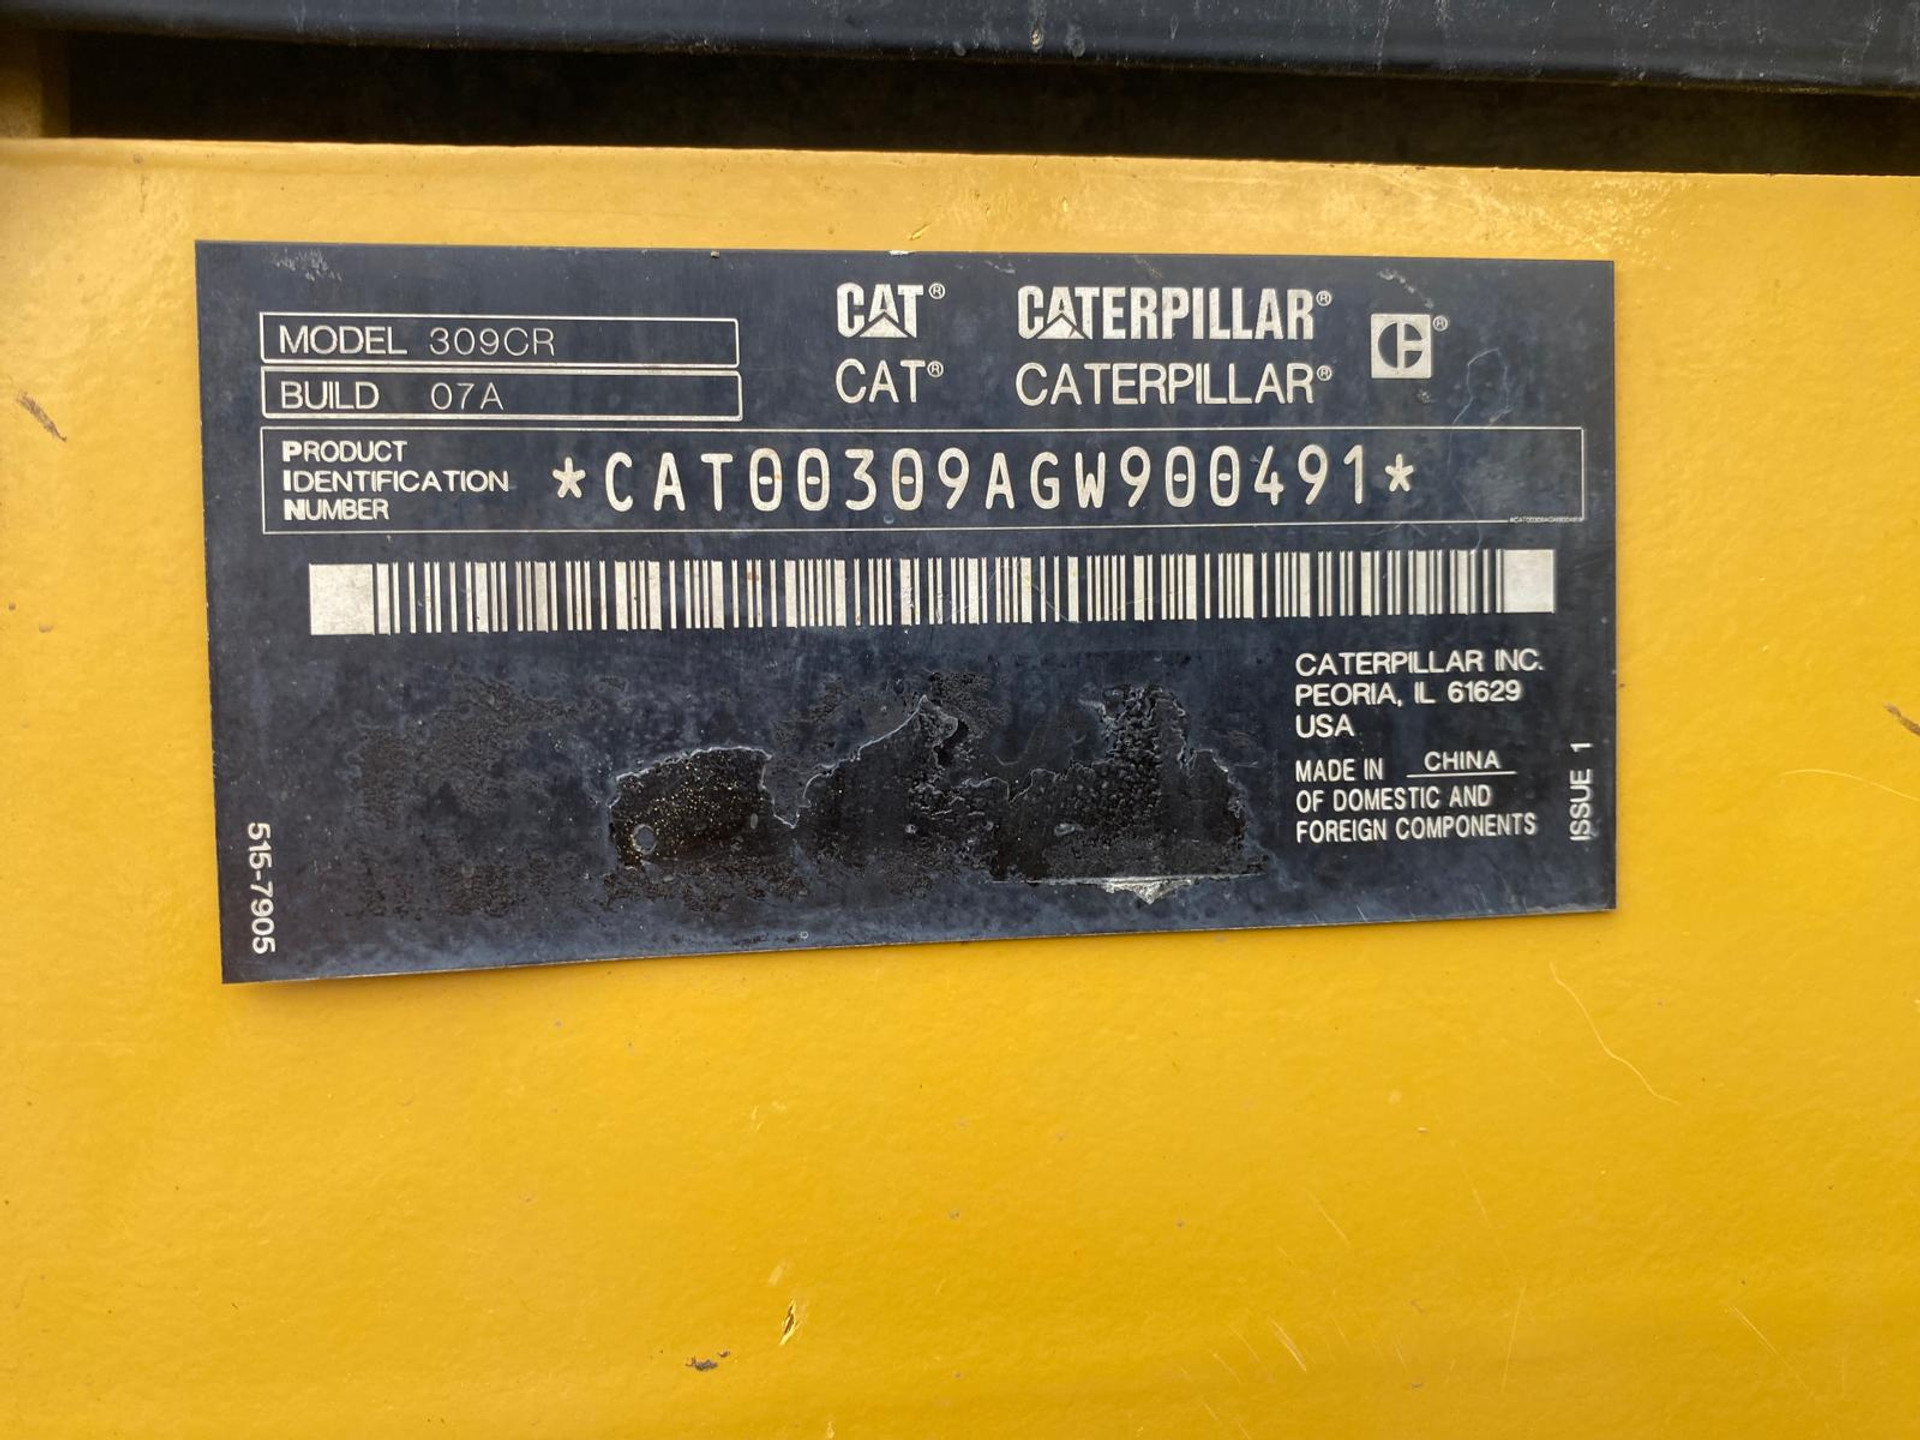 MODEL 309CR
BUILD 07A
CAT® CATERPILLAR® C®
CAT® CATERPILLAR®
PRODUCT
IDENTIFICATION
NUMBER
*CAT00309AGW900491*
CATERPILLAR INC.
PEORIA, IL 61629
USA
MADE IN CHINA
OF DOMESTIC AND
FOREIGN COMPONENTS
ISSUE 1
515-7905